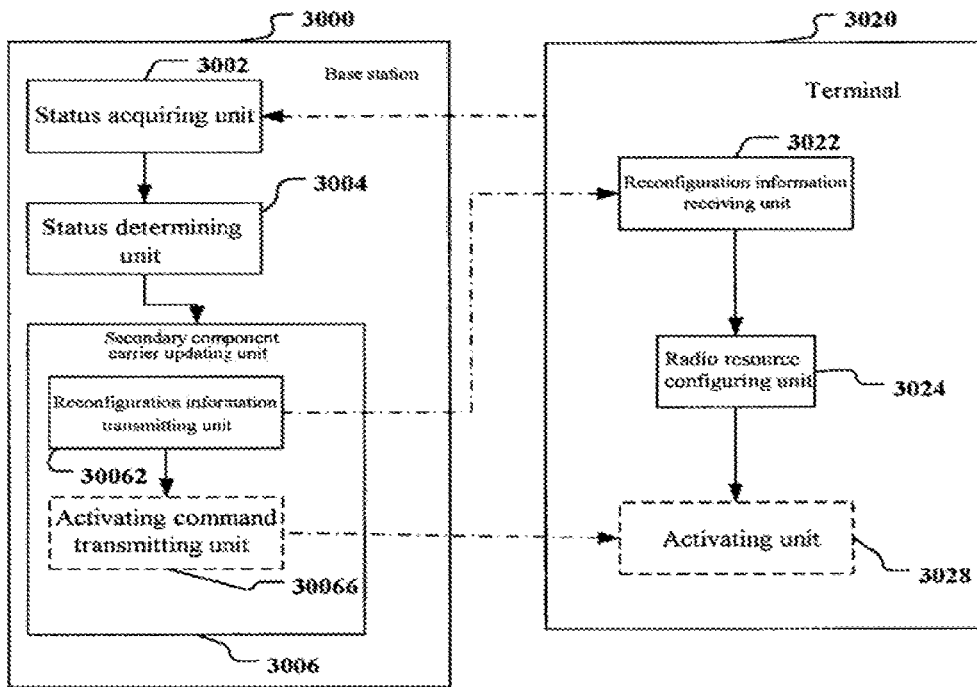 3000
3020
3002
Base station
Status acquiring unit
Terminal
3022
Reconfiguration information
receiving unit
3004
Status determining
unit
Secondary component
carrier updating unit
Reconfiguration information
transmitting unit
30062
Radio resource
configuring unit
3024
Activating command
transmitting unit
30066
Activating unit
3028
3006